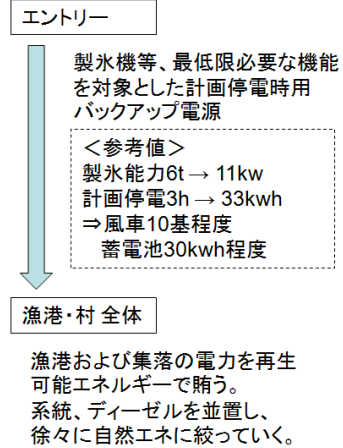 エントリー
製氷機等、最低限必要な機能
を対象とした計画停電時用
バックアップ電源
＜参考値＞
製氷能力6t → 11kw
計画停電3h → 33kwh
⇒風車10基程度
蓄電池30kwh程度
漁港・村 全体
漁港および集落の電力を再生
可能エネルギーで賄う。
系統、ディーゼルを並置し、
徐々に自然エネに絞っていく。